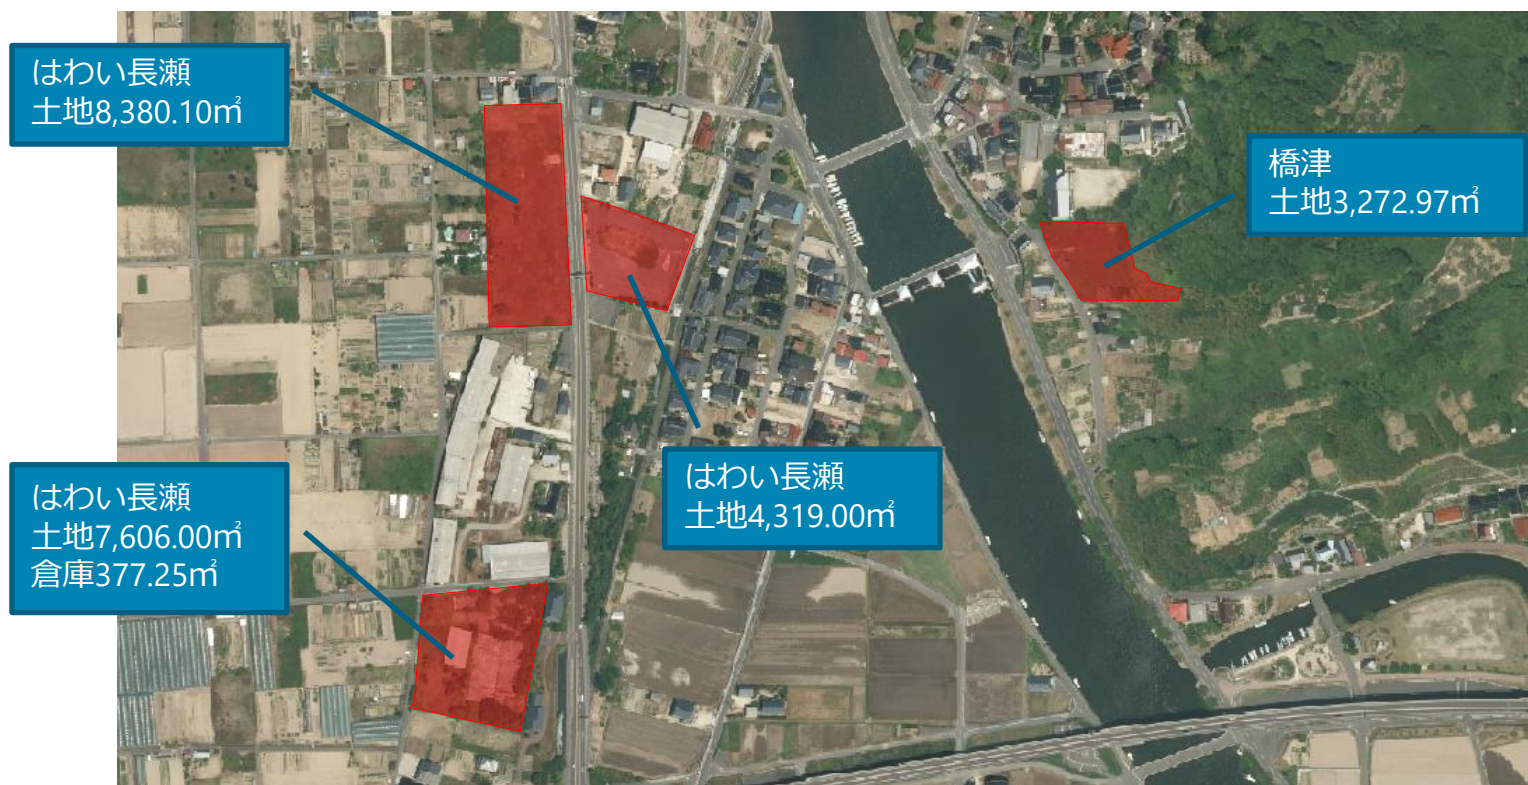 はわい長瀬
土地8,380.10㎡
橋津
土地3,272.97㎡
はわい長瀬
土地4,319.00㎡
はわい長瀬
土地7,606.00㎡
倉庫377.25㎡